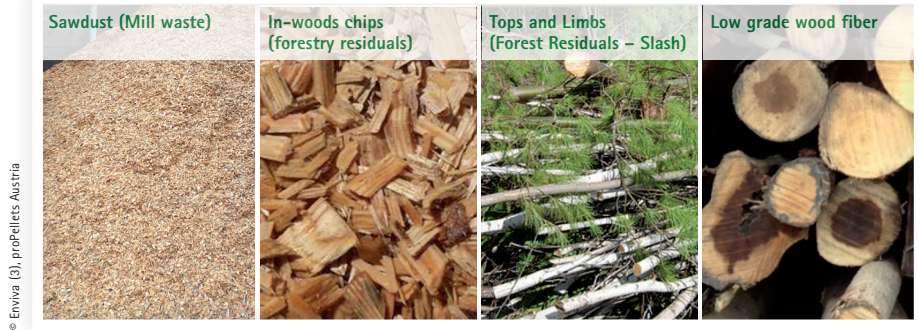 Sawdust (Mill waste)
In-woods chips
(forestry residuals)
Tops and Limbs
(Forest Residuals – Slash)
Low grade wood fiber
© Enviva (3), proPellets Austria